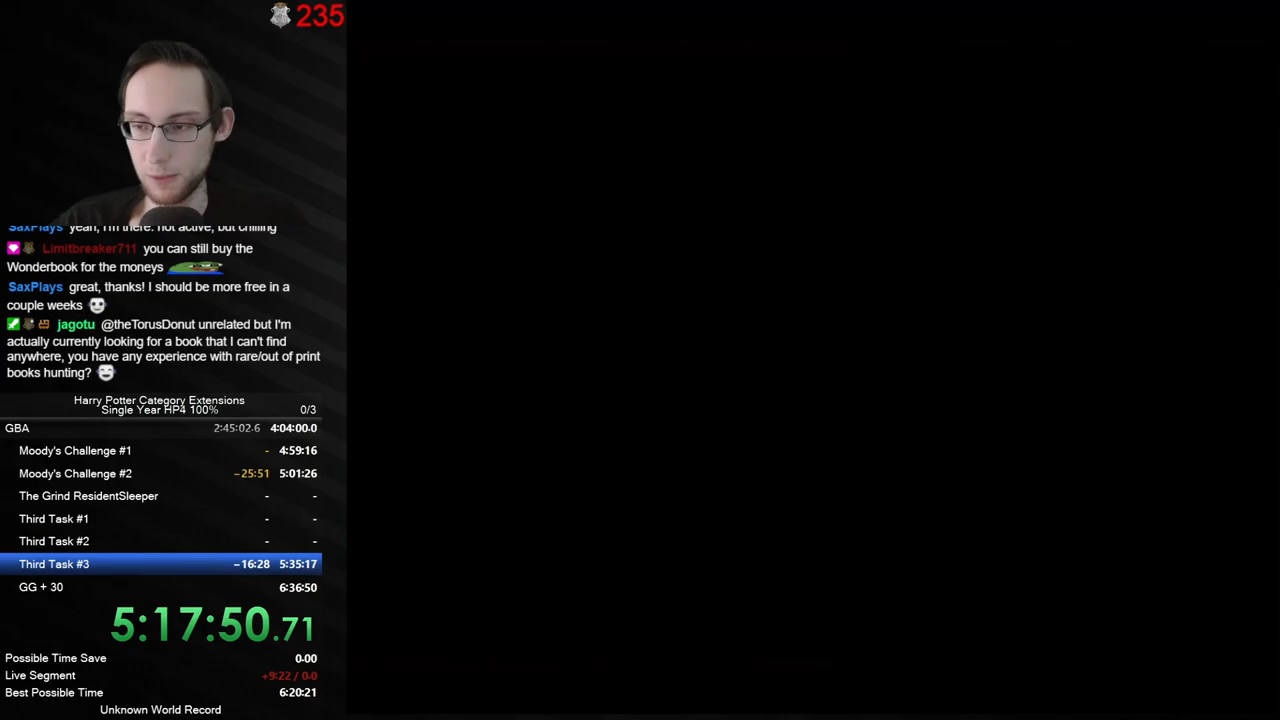 235
SaxPlays yeah, I'm there. not active, but chilling
Limitbreaker711 you can still buy the
Wonderbook for the moneys
SaxPlays great, thanks! I should be more free in a
couple weeks
jagotu @theTorusDonut unrelated but I'm
actually currently looking for a book that I can't find
anywhere, you have any experience with rare/out of print
books hunting?
Harry Potter Category Extensions
Single Year HP4 100% 0/3
GBA 2:45:02.6 4:04:00.0
Moody's Challenge #1 - 4:59:16
Moody's Challenge #2 −25:51 5:01:26
The Grind ResidentSleeper - -
Third Task #1 - -
Third Task #2 - -
Third Task #3 −16:28 5:35:17
GG + 30 6:36:50
5:17:50.71
Possible Time Save 0.00
Live Segment +9:22 / 0.0
Best Possible Time 6:20:21
Unknown World Record